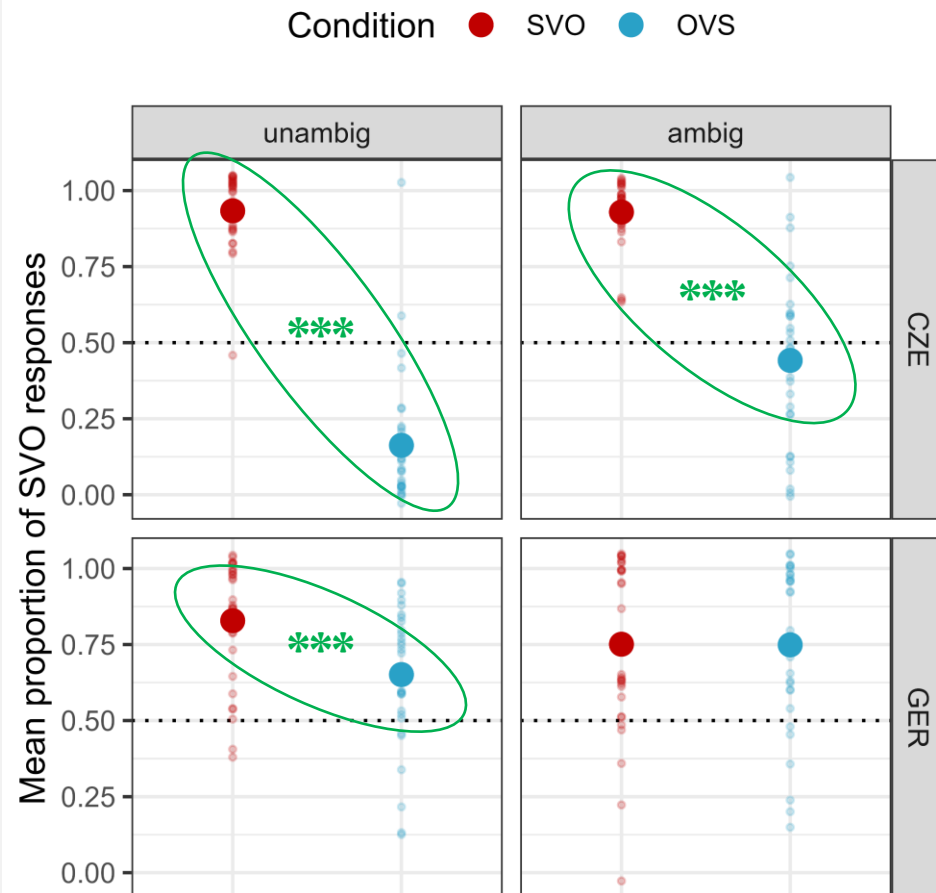 Condition SVO OVS
unambig ambig
Mean proportion of SVO responses
1.00
0.75
0.50
0.25
0.00
***
***
CZE
1.00
0.75
0.50
0.25
0.00
***
GER